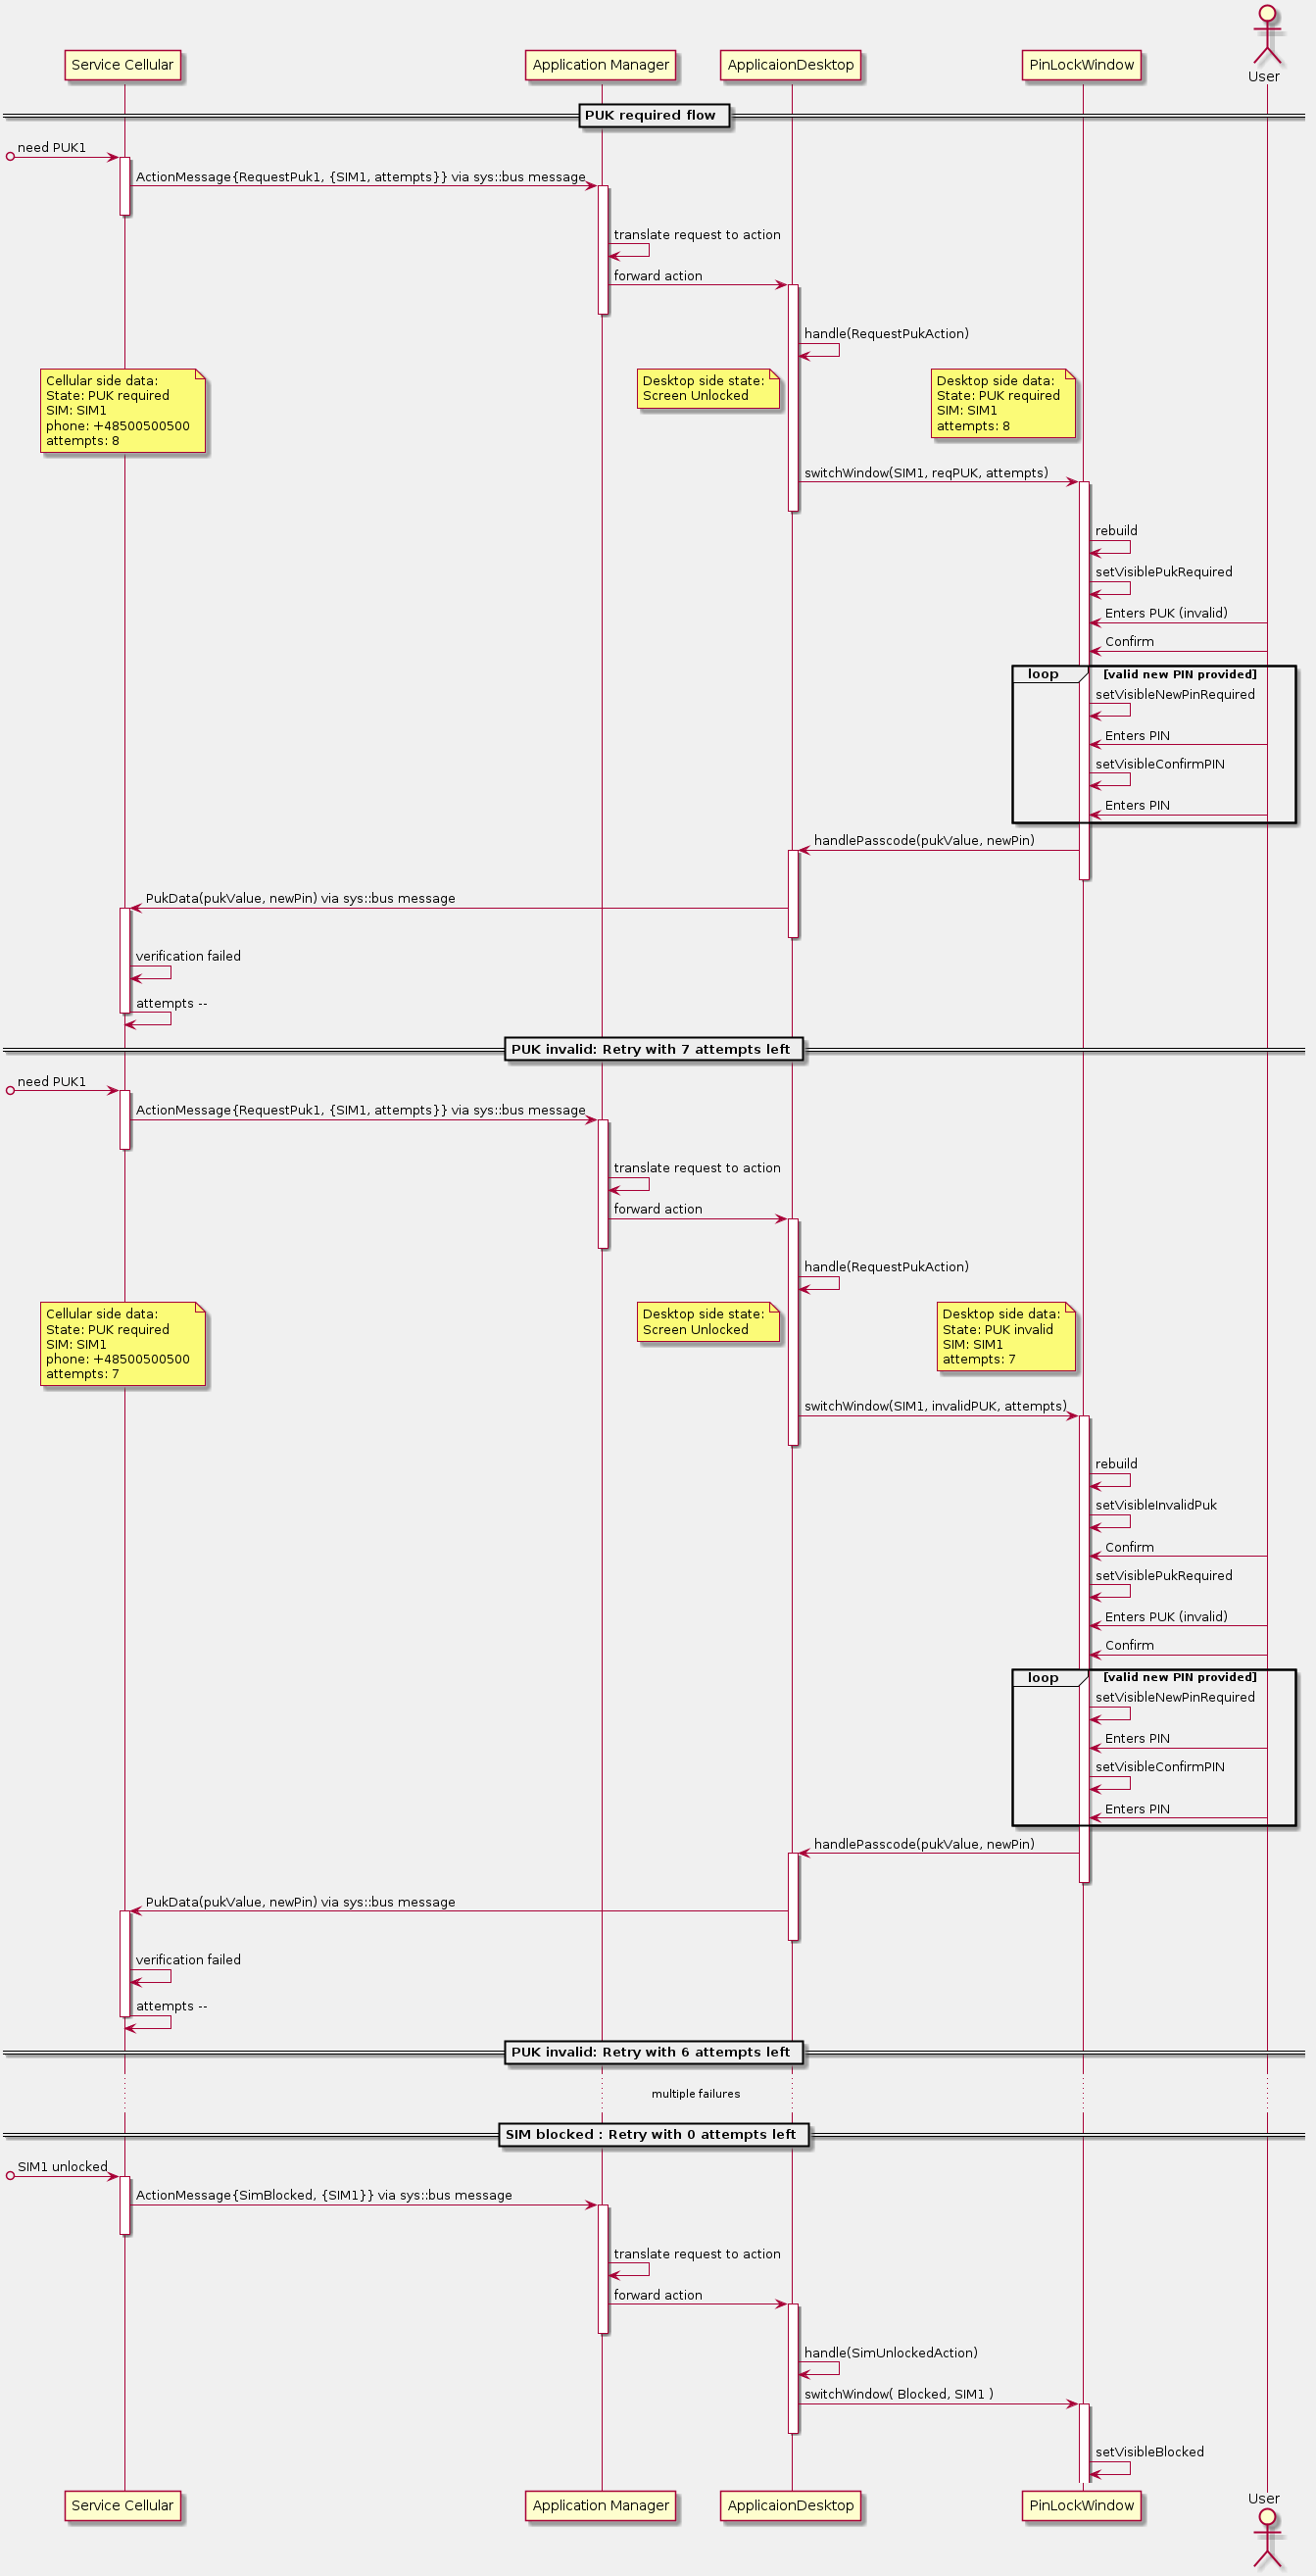 User
Service Cellular
Application Manager
ApplicaionDesktop
PinLockWindow
PUK required flow
need PUK1
ActionMessage{RequestPuk1, {SIM1, attempts}} via sys::bus message
translate request to action
forward action
handle(RequestPukAction)
Cellular side data:
State: PUK required
SIM: SIM1
phone: +48500500500
attempts: 8
Desktop side state:
Screen Unlocked
Desktop side data:
State: PUK required
SIM: SIM1
attempts: 8
switchWindow(SIM1, reqPUK, attempts)
rebuild
setVisiblePukRequired
Enters PUK (invalid)
Confirm
loop
[valid new PIN provided]
setVisibleNewPinRequired
Enters PIN
setVisibleConfirmPIN
Enters PIN
handlePasscode(pukValue, newPin)
PukData(pukValue, newPin) via sys::bus message
verification failed
attempts --
PUK invalid: Retry with 7 attempts left
need PUK1
ActionMessage{RequestPuk1, {SIM1, attempts}} via sys::bus message
translate request to action
forward action
handle(RequestPukAction)
Cellular side data:
State: PUK required
SIM: SIM1
phone: +48500500500
attempts: 7
Desktop side state:
Screen Unlocked
Desktop side data:
State: PUK invalid
SIM: SIM1
attempts: 7
switchWindow(SIM1, invalidPUK, attempts)
rebuild
setVisibleInvalidPuk
Confirm
setVisiblePukRequired
Enters PUK (invalid)
Confirm
loop
[valid new PIN provided]
setVisibleNewPinRequired
Enters PIN
setVisibleConfirmPIN
Enters PIN
handlePasscode(pukValue, newPin)
PukData(pukValue, newPin) via sys::bus message
verification failed
attempts --
PUK invalid: Retry with 6 attempts left
multiple failures
SIM blocked : Retry with 0 attempts left
SIM1 unlocked
ActionMessage{SimBlocked, {SIM1}} via sys::bus message
translate request to action
forward action
handle(SimUnlockedAction)
switchWindow( Blocked, SIM1 )
setVisibleBlocked
Service Cellular
Application Manager
ApplicaionDesktop
PinLockWindow
User